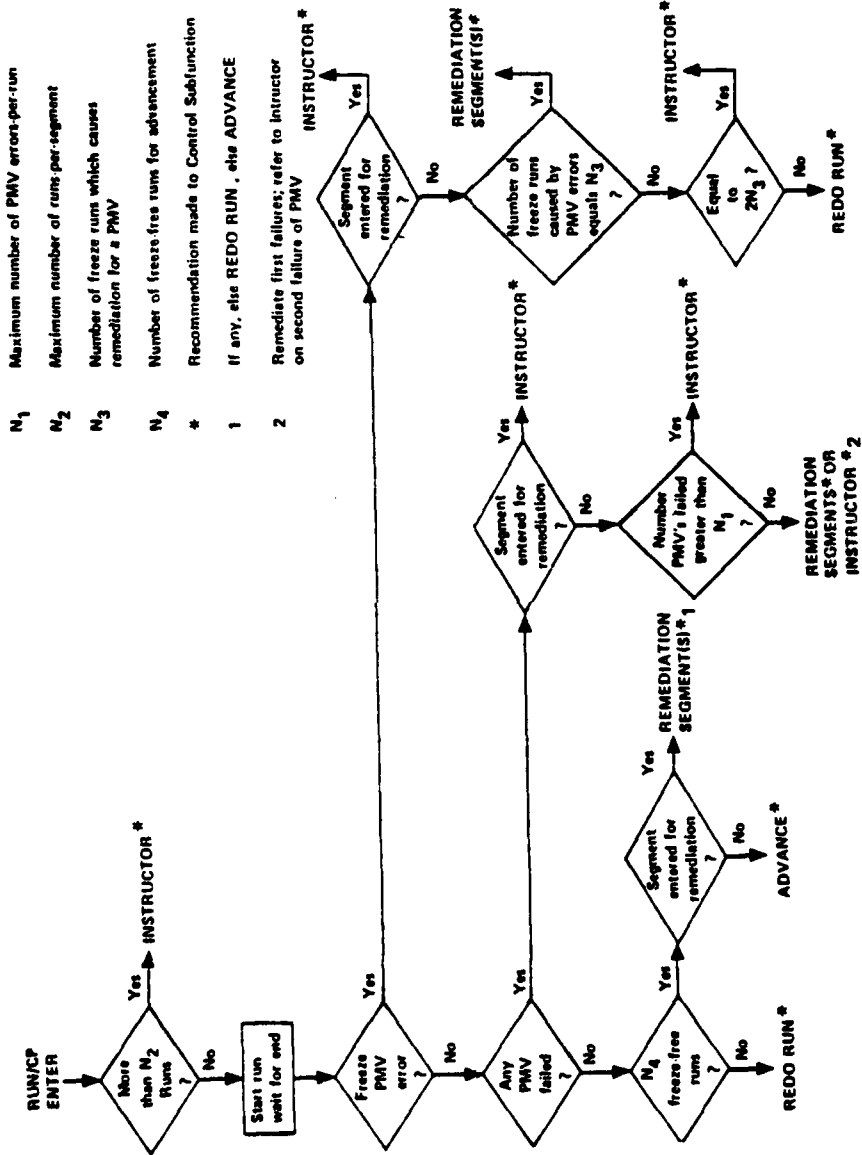 N1 Maximum number of PMV errors-per-run
N2 Maximum number of runs-per-segment
N3 Number of freeze runs which causes
remediation for a PMV
N4 Number of freeze-free runs for advancement
* Recommendation made to Control Subfunction
1 If any, else REDO RUN, else ADVANCE
2 Remediate first failures; refer to intructor
on second failure of PMV
RUN/CP
ENTER
More
than N2
Runs
?
Yes
INSTRUCTOR*
No
Start run
wait for end
Freeze
PMV
error
?
Yes
No
Segment
entered for
remediation
?
Yes
INSTRUCTOR*
No
Number of
freeze runs
caused by
PMV errors
equals N3
?
Yes
REMEDIATION
SEGMENT(S)*
No
Equal
to
2N3 ?
Yes
INSTRUCTOR*
No
REDO RUN*
Any
PMV
failed
?
Yes
No
Segment
entered for
remediation
?
Yes
INSTRUCTOR*
No
Number
PMV's failed
greater than
N1
?
Yes
INSTRUCTOR*
No
REMEDIATION
SEGMENTS* OR
INSTRUCTOR *2
N4
freeze-free
runs
?
Yes
No
REDO RUN*
Segment
entered for
remediation
?
Yes
REMEDIATION
SEGMENT(S)*1
No
ADVANCE*